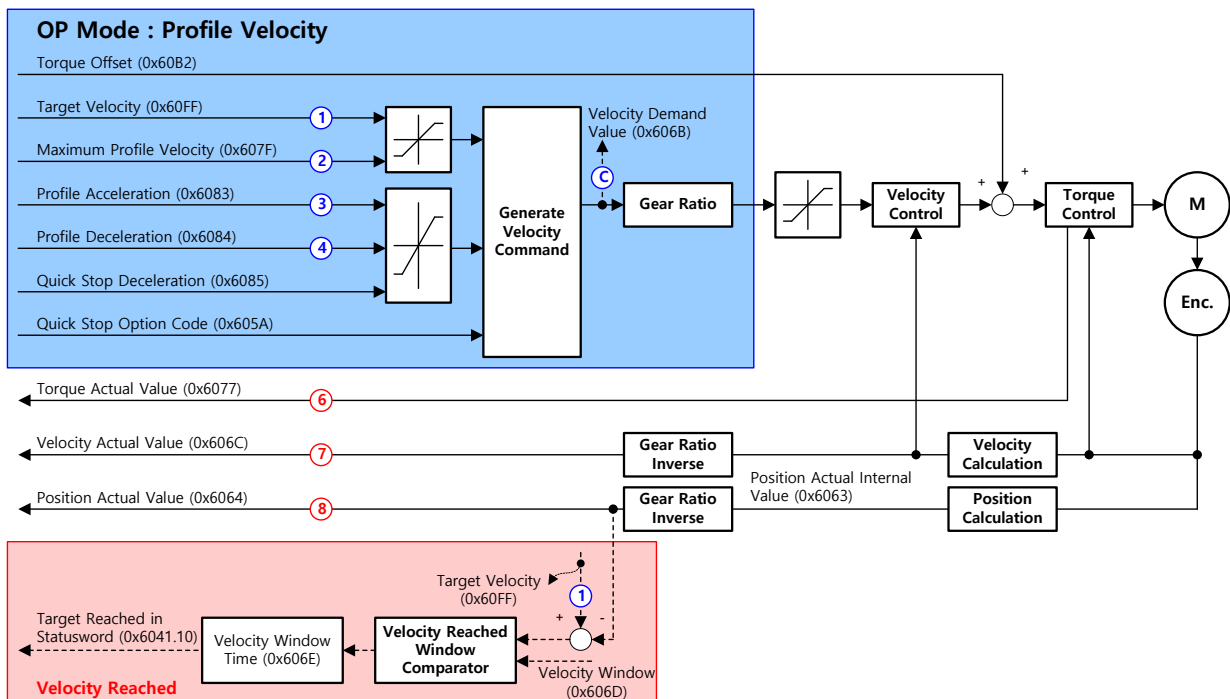 OP Mode : Profile Velocity
Torque Offset (0x60B2)
Target Velocity (0x60FF)
1
Maximum Profile Velocity (0x607F)
2
Profile Acceleration (0x6083)
3
Profile Deceleration (0x6084)
4
Quick Stop Deceleration (0x6085)
Quick Stop Option Code (0x605A)
Generate
Velocity
Command
Velocity Demand
Value (0x606B)
C
Gear Ratio
Velocity
Control
+
+
Torque
Control
M
Enc.
Torque Actual Value (0x6077)
6
Velocity Actual Value (0x606C)
7
Gear Ratio
Inverse
Velocity
Calculation
Position Actual Value (0x6064)
8
Gear Ratio
Inverse
Position Actual Internal
Value (0x6063)
Position
Calculation
Target Velocity
(0x60FF)
1
+
-
Target Reached in
Statusword (0x6041.10)
Velocity Window
Time (0x606E)
Velocity Reached
Window
Comparator
Velocity Window
(0x606D)
Velocity Reached